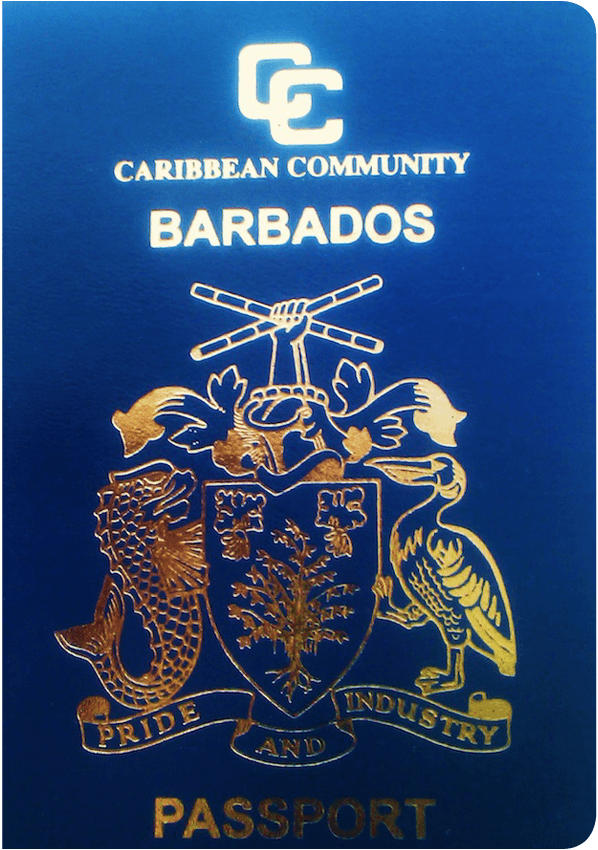 CC
CARIBBEAN COMMUNITY
BARBADOS
PRIDE AND INDUSTRY
PASSPORT